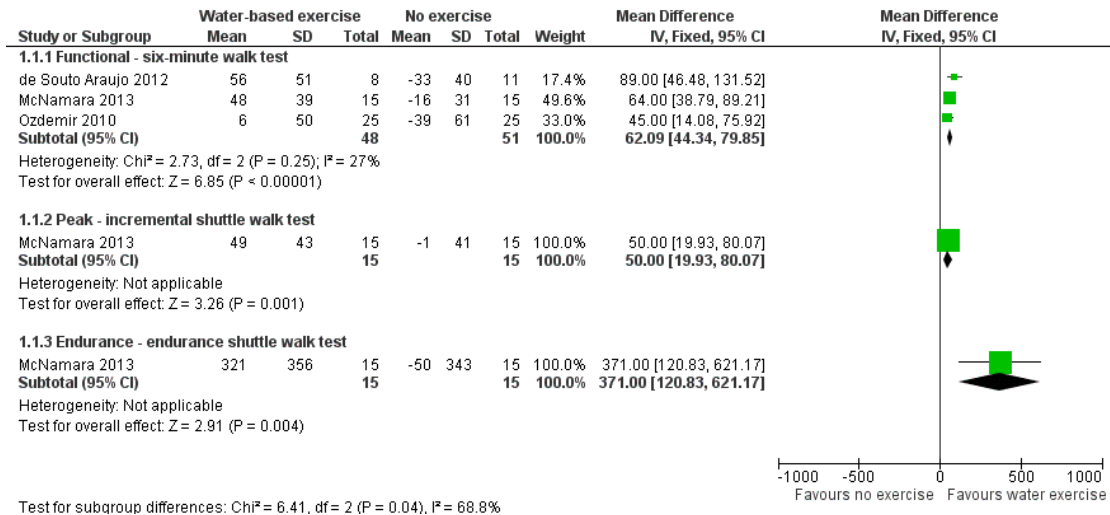 Water-based exercise No exercise Mean Difference Mean Difference
Study or Subgroup Mean SD Total Mean SD Total Weight IV, Fixed, 95% CI IV, Fixed, 95% CI
1.1.1 Functional - six-minute walk test
de Souto Araujo 2012 56 51 8 -33 40 11 17.4% 89.00 [46.48, 131.52]
McNamara 2013 48 39 15 -16 31 15 49.6% 64.00 [38.79, 89.21]
Ozdemir 2010 6 50 25 -39 61 25 33.0% 45.00 [14.08, 75.92]
Subtotal (95% CI) 48 51 100.0% 62.09 [44.34, 79.85]
Heterogeneity: Chi² = 2.73, df = 2 (P = 0.25); I² = 27%
Test for overall effect: Z = 6.85 (P < 0.00001)
1.1.2 Peak - incremental shuttle walk test
McNamara 2013 49 43 15 -1 41 15 100.0% 50.00 [19.93, 80.07]
Subtotal (95% CI) 15 15 100.0% 50.00 [19.93, 80.07]
Heterogeneity: Not applicable
Test for overall effect: Z = 3.26 (P = 0.001)
1.1.3 Endurance - endurance shuttle walk test
McNamara 2013 321 356 15 -50 343 15 100.0% 371.00 [120.83, 621.17]
Subtotal (95% CI) 15 15 100.0% 371.00 [120.83, 621.17]
Heterogeneity: Not applicable
Test for overall effect: Z = 2.91 (P = 0.004)
-1000 -500 0 500 1000
Favours no exercise Favours water exercise
Test for subgroup differences: Chi² = 6.41, df = 2 (P = 0.04), I² = 68.8%